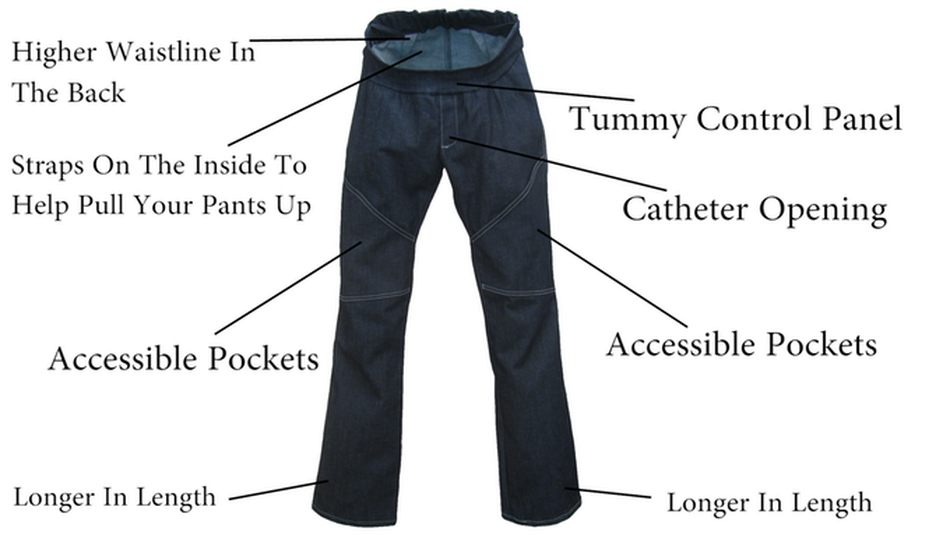 Higher Waistline In
The Back
Tummy Control Panel
Straps On The Inside To
Help Pull Your Pants Up
Catheter Opening
Accessible Pockets
Accessible Pockets
Longer In Length
Longer In Length